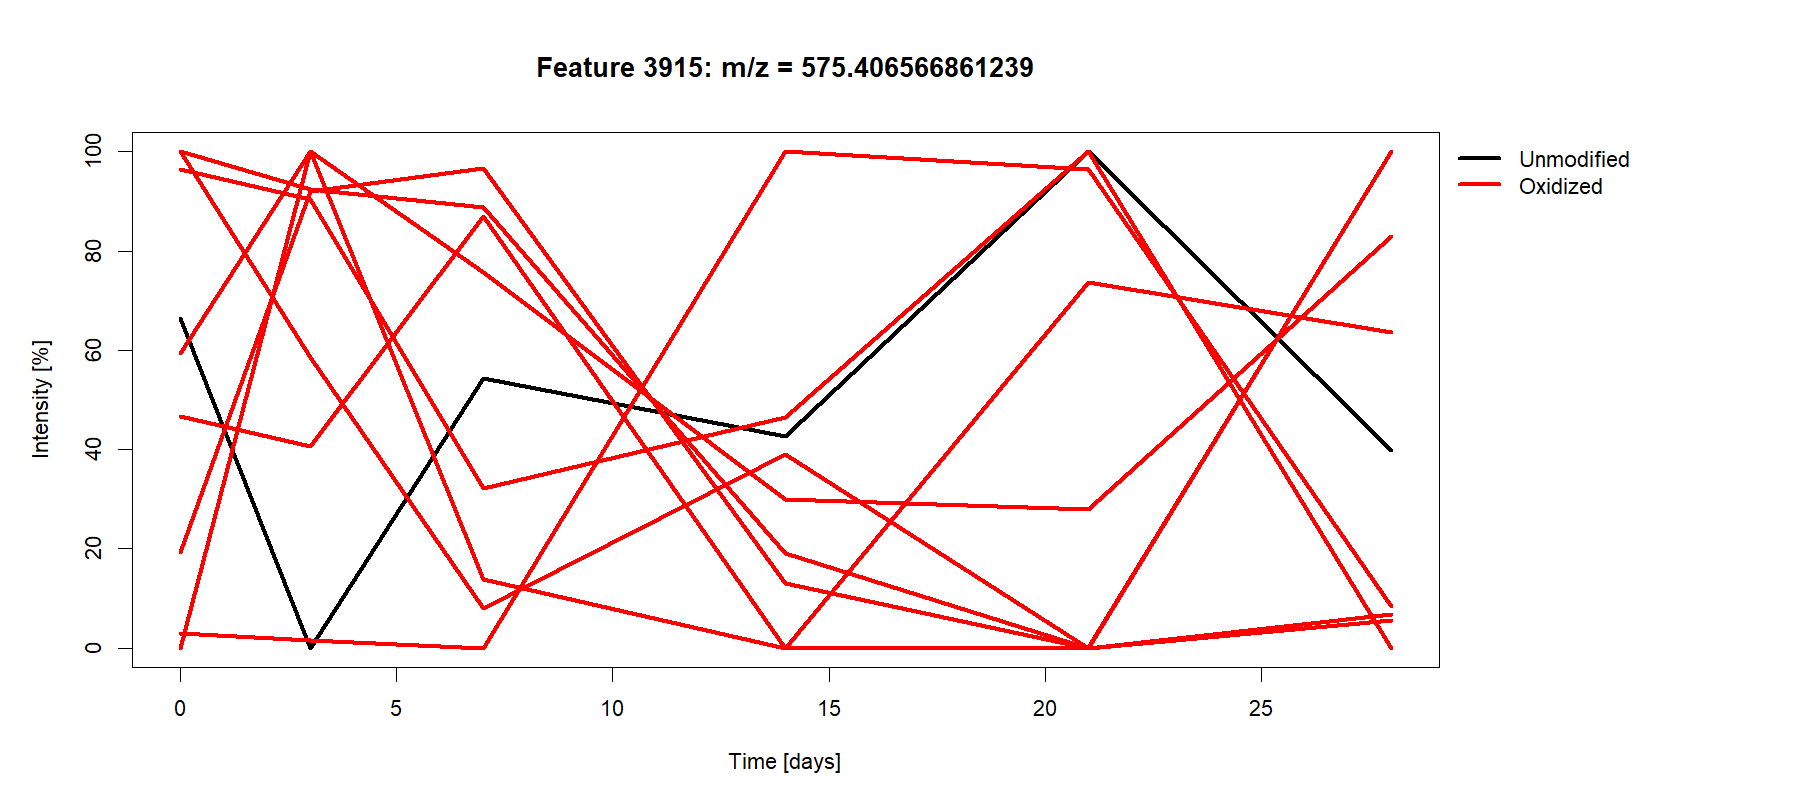 Feature 3915: m/z = 575.406566861239
Unmodified
Oxidized
Intensity [%]
100
80
60
40
20
0
0 5 10 15 20 25
Time [days]